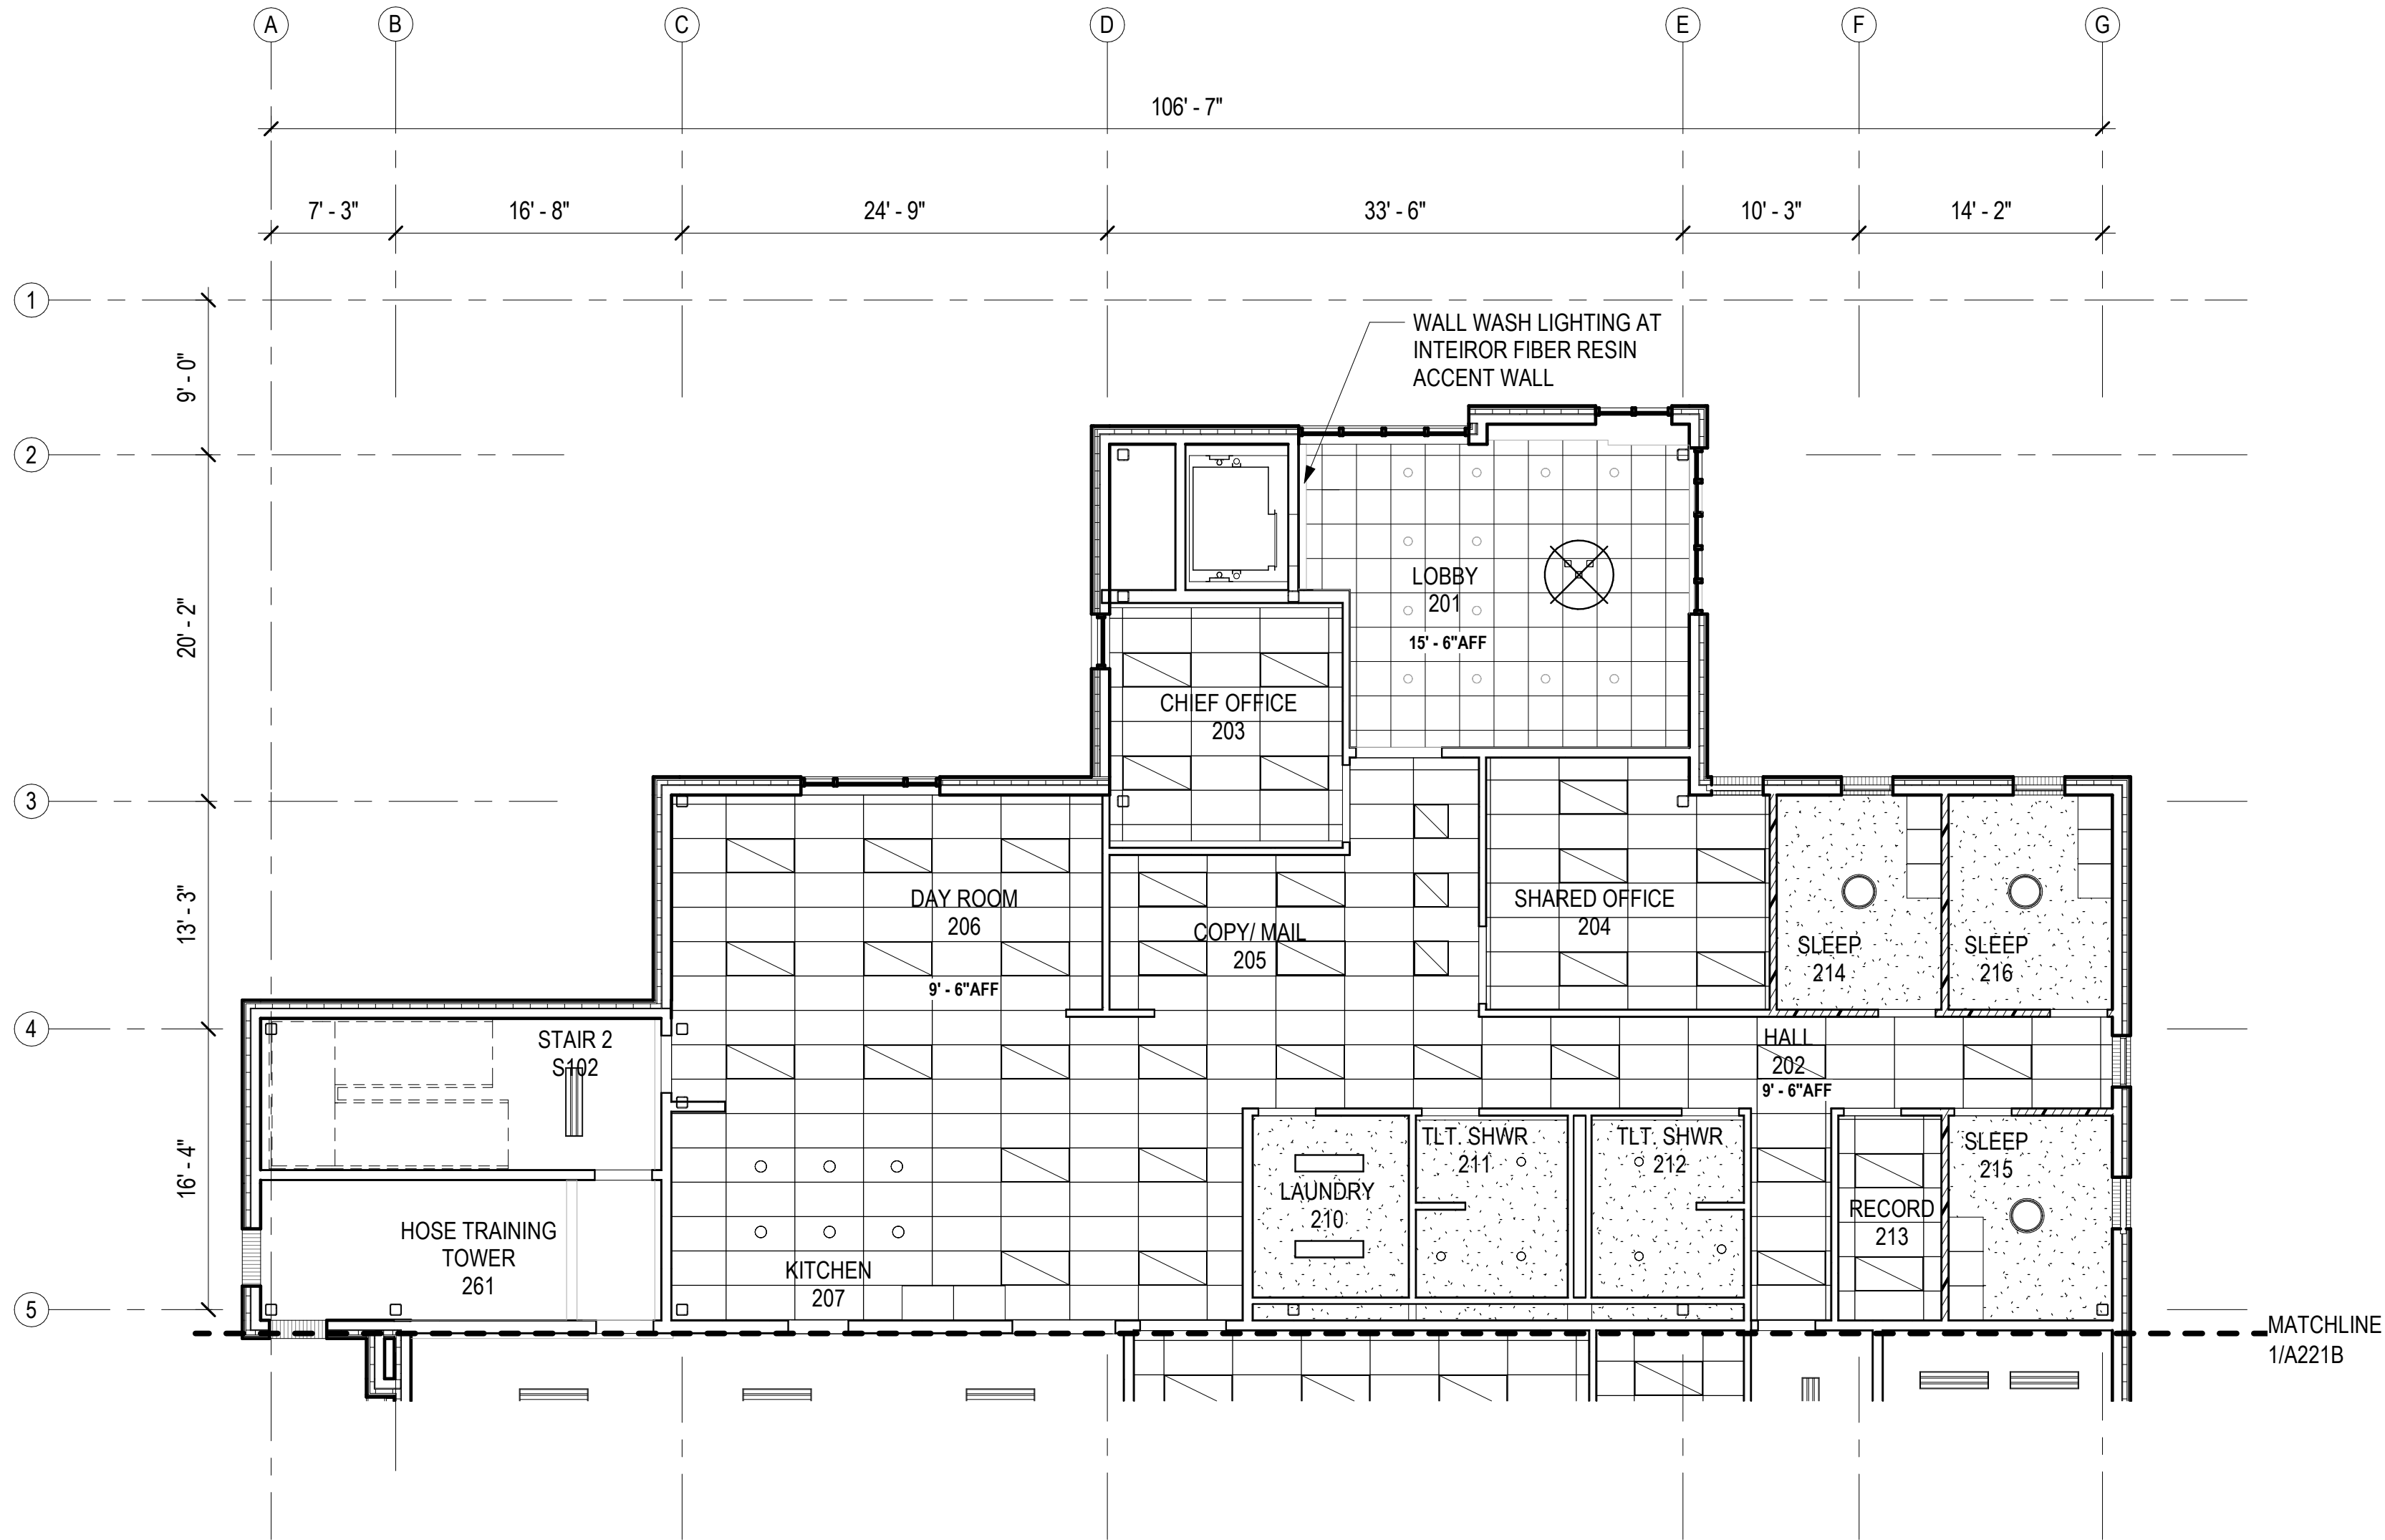 A B C D E F G
106' - 7"
7' - 3" 16' - 8" 24' - 9" 33' - 6" 10' - 3" 14' - 2"
1
9' - 0"
WALL WASH LIGHTING AT
INTEIROR FIBER RESIN
ACCENT WALL
2
20' - 2"
LOBBY
201
15' - 6"AFF
CHIEF OFFICE
203
3
13' - 3"
DAY ROOM
206
9' - 6"AFF
COPY/ MAIL
205
SHARED OFFICE
204
SLEEP
214
SLEEP
216
4
STAIR 2
S102
HALL
202
9' - 6"AFF
16' - 4"
TLT. SHWR
211
TLT. SHWR
212
SLEEP
215
LAUNDRY
210
RECORD
213
HOSE TRAINING
TOWER
261
KITCHEN
207
5
MATCHLINE
1/A221B